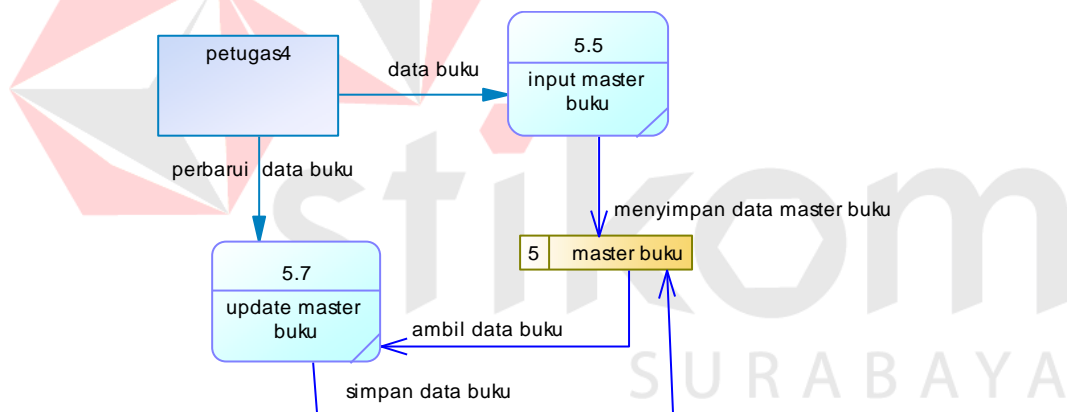 petugas4
data buku
5.5
input master
buku
perbarui data buku
menyimpan data master buku
5 master buku
5.7
update master
buku
ambil data buku
simpan data buku
stikom
SURABAYA